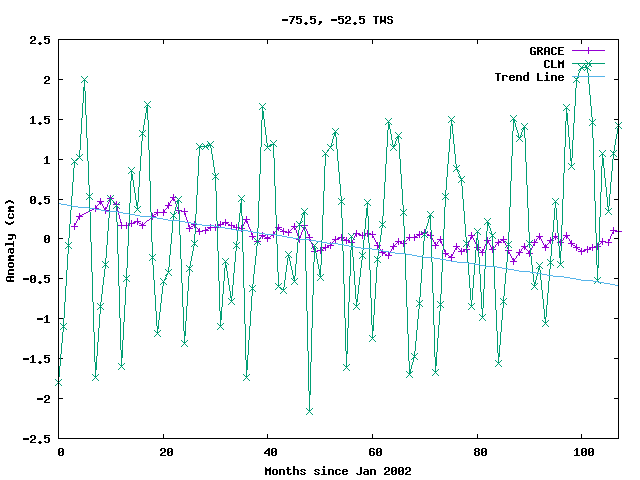 -75.5, -52.5 TWS
GRACE
CLM
Trend Line
Anomaly (cm)
2.5
2
1.5
1
0.5
0
-0.5
-1
-1.5
-2
-2.5
0 20 40 60 80 100
Months since Jan 2002